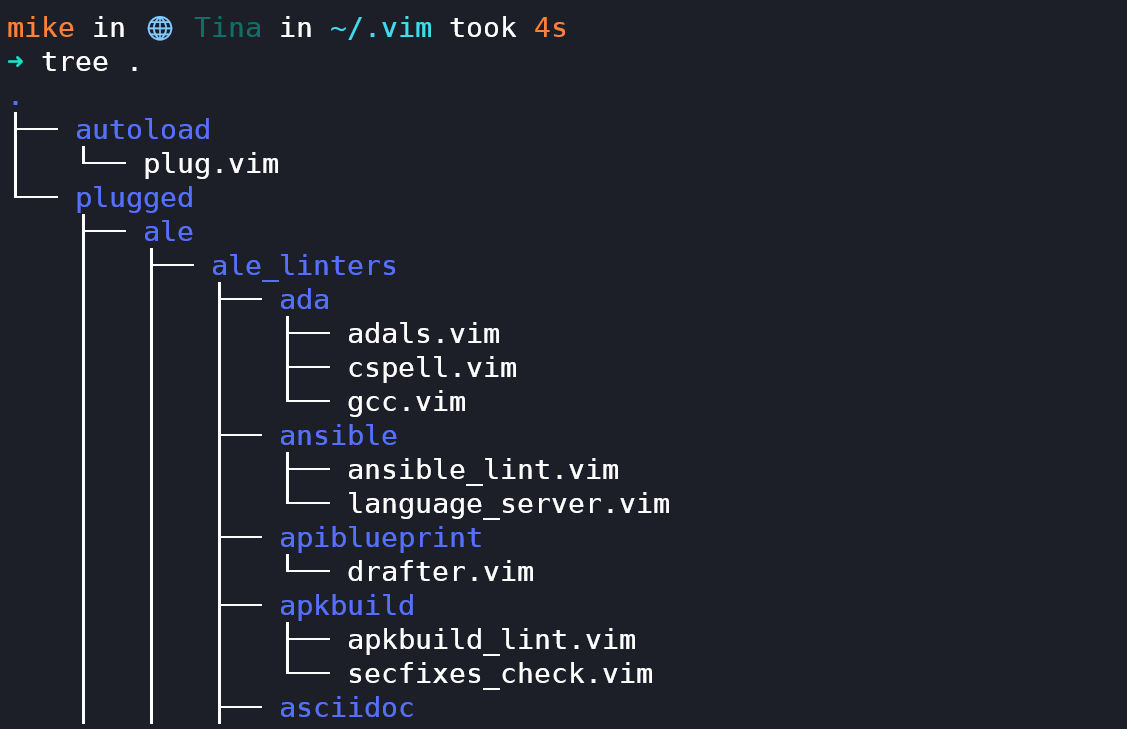 mike in 🌐 Tina in ~/.vim took 4s
➜ tree .
.
├── autoload
│   └── plug.vim
└── plugged
    ├── ale
    │   ├── ale_linters
    │   │   ├── ada
    │   │   │   ├── adals.vim
    │   │   │   ├── cspell.vim
    │   │   │   └── gcc.vim
    │   │   ├── ansible
    │   │   │   ├── ansible_lint.vim
    │   │   │   └── language_server.vim
    │   │   ├── apiblueprint
    │   │   │   └── drafter.vim
    │   │   ├── apkbuild
    │   │   │   ├── apkbuild_lint.vim
    │   │   │   └── secfixes_check.vim
    │   │   ├── asciidoc